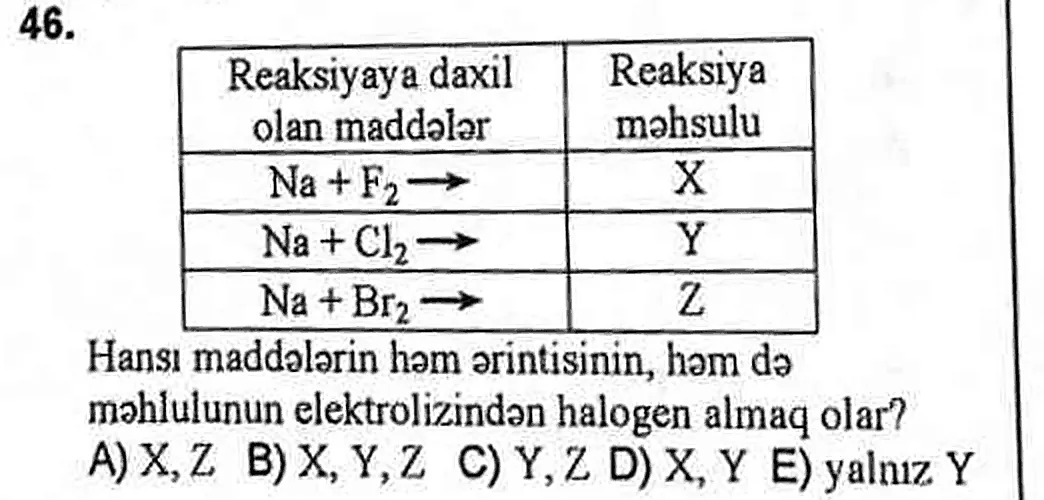 46.
Reaksiyaya daxil olan maddələr | Reaksiya məhsulu
Na + F₂ → | X
Na + Cl₂ → | Y
Na + Br₂ → | Z
Hansı maddələrin həm ərintisinin, həm də
məhlulunun elektrolizindən halogen almaq olar?
A) X, Z B) X, Y, Z C) Y, Z D) X, Y E) yalnız Y